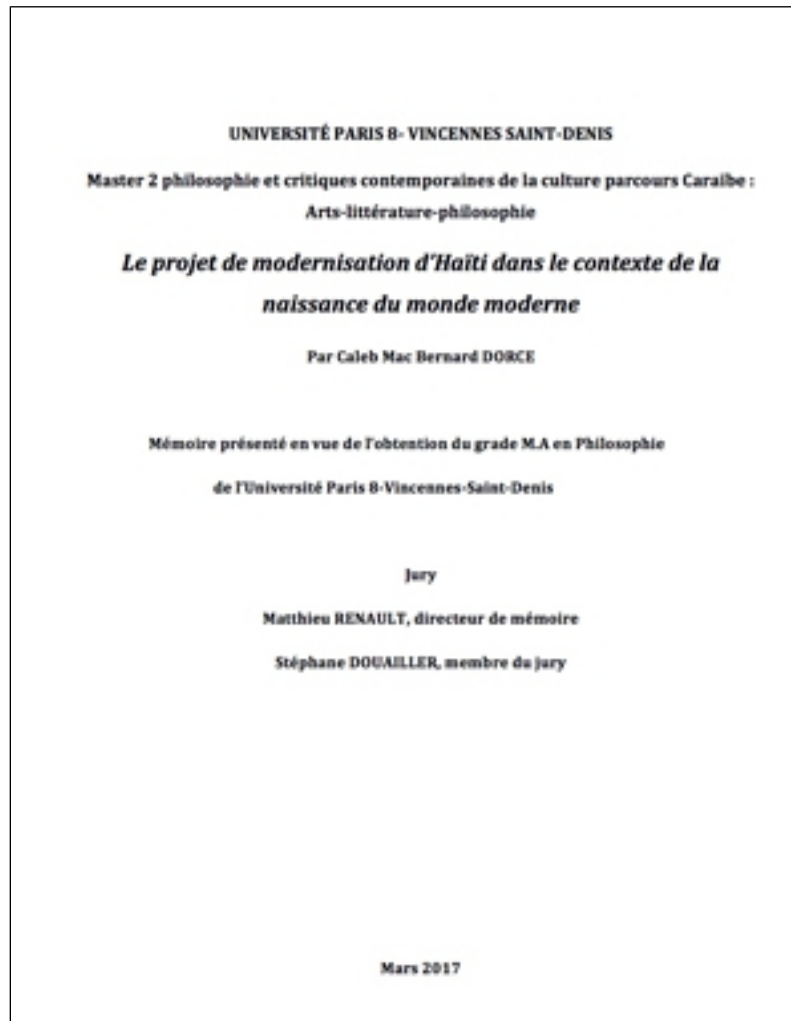 UNIVERSITÉ PARIS 8- VINCENNES SAINT-DENIS
Master 2 philosophie et critiques contemporaines de la culture parcours Caraïbe :
Arts-littérature-philosophie
Le projet de modernisation d'Haïti dans le contexte de la
naissance du monde moderne
Par Caleb Mac Bernard DORCE
Mémoire présenté en vue de l'obtention du grade M.A en Philosophie
de l'Université Paris 8-Vincennes-Saint-Denis
Jury
Matthieu RENAULT, directeur de mémoire
Stéphane DOUAILLER, membre du jury
Mars 2017